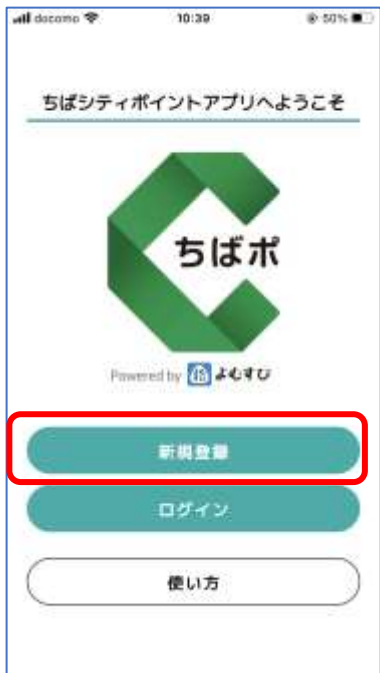 docomo 10:39 50%
ちばシティポイントアプリへようこそ
ちばポ
Powered by よむすび
新規登録
ログイン
使い方